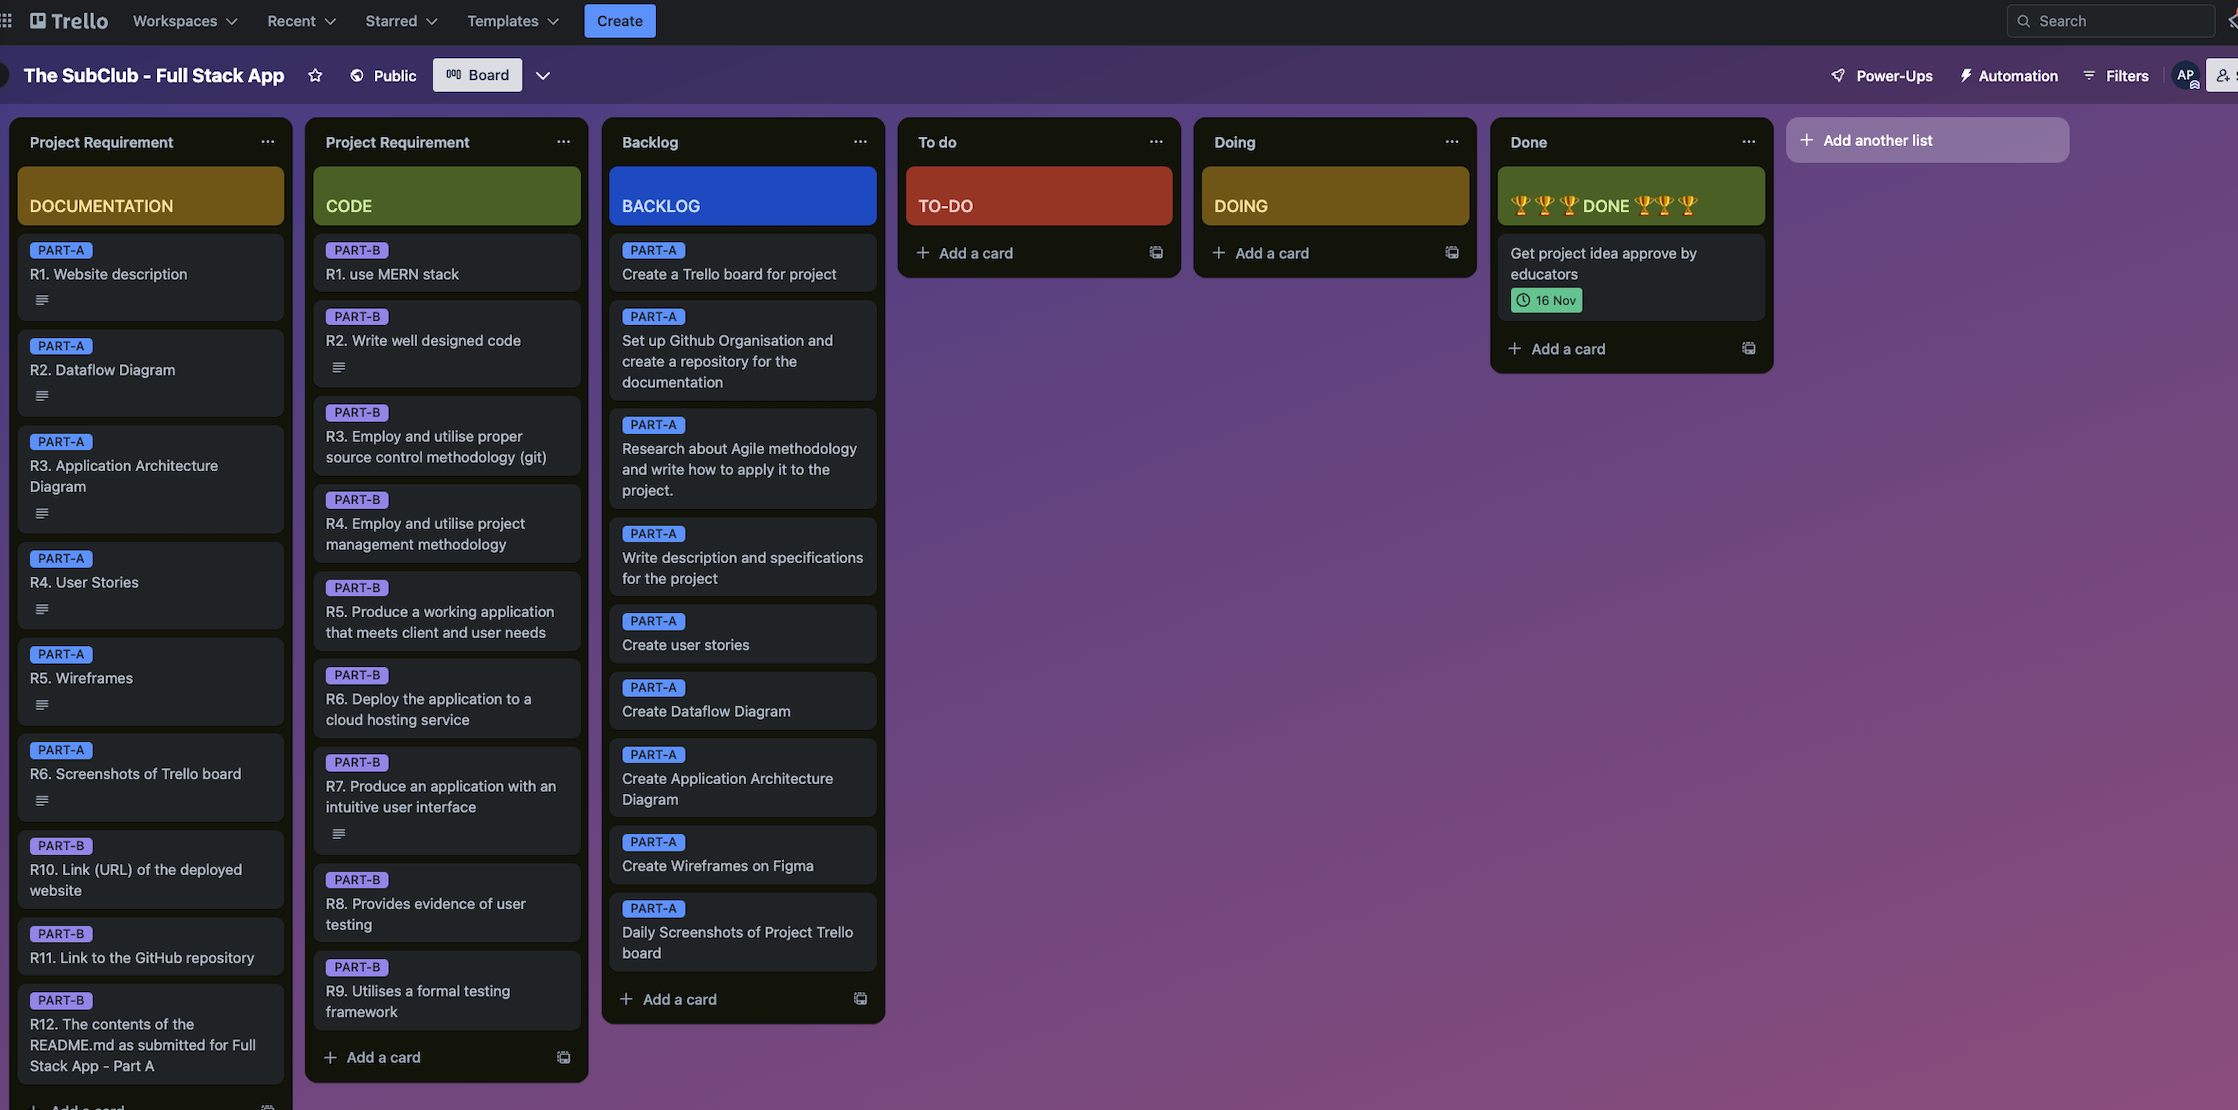 Trello
Workspaces
Recent
Starred
Templates
Create
Search
The SubClub - Full Stack App
Public
Board
Power-Ups
Automation
Filters
AP
Project Requirement
DOCUMENTATION
PART-A
R1. Website description
PART-A
R2. Dataflow Diagram
PART-A
R3. Application Architecture
Diagram
PART-A
R4. User Stories
PART-A
R5. Wireframes
PART-A
R6. Screenshots of Trello board
PART-B
R10. Link (URL) of the deployed
website
PART-B
R11. Link to the GitHub repository
PART-B
R12. The contents of the
README.md as submitted for Full
Stack App - Part A
Add a card
Project Requirement
CODE
PART-B
R1. use MERN stack
PART-B
R2. Write well designed code
PART-B
R3. Employ and utilise proper
source control methodology (git)
PART-B
R4. Employ and utilise project
management methodology
PART-B
R5. Produce a working application
that meets client and user needs
PART-B
R6. Deploy the application to a
cloud hosting service
PART-B
R7. Produce an application with an
intuitive user interface
PART-B
R8. Provides evidence of user
testing
PART-B
R9. Utilises a formal testing
framework
Add a card
Backlog
BACKLOG
PART-A
Create a Trello board for project
PART-A
Set up Github Organisation and
create a repository for the
documentation
PART-A
Research about Agile methodology
and write how to apply it to the
project.
PART-A
Write description and specifications
for the project
PART-A
Create user stories
PART-A
Create Dataflow Diagram
PART-A
Create Application Architecture
Diagram
PART-A
Create Wireframes on Figma
PART-A
Daily Screenshots of Project Trello
board
Add a card
To do
TO-DO
Add a card
Doing
DOING
Add a card
Done
🏆 🏆 🏆 DONE 🏆🏆 🏆
Get project idea approve by
educators
16 Nov
Add a card
Add another list